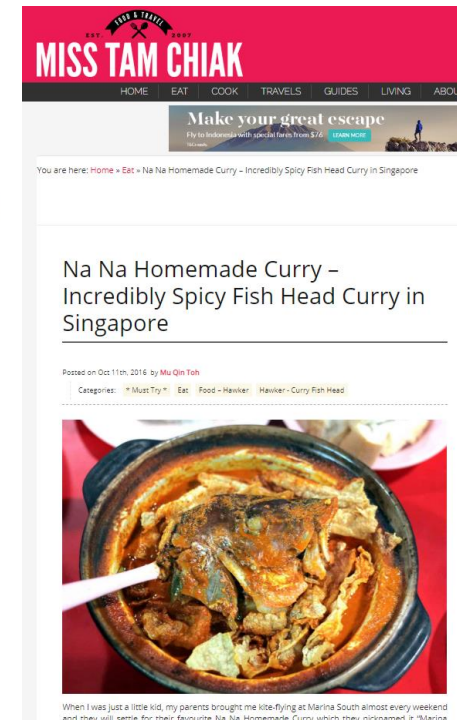 FOOD & TRAVEL
EST. 2007
MISS TAM CHIAK
HOME EAT COOK TRAVELS GUIDES LIVING ABOU
Make your great escape
Fly to Indonesia with special fares from $76 LEARN MORE
You are here: Home » Eat » Na Na Homemade Curry – Incredibly Spicy Fish Head Curry in Singapore
Na Na Homemade Curry –
Incredibly Spicy Fish Head Curry in
Singapore
Posted on Oct 11th, 2016 by Mu Qin Toh
Categories: * Must Try * Eat Food – Hawker Hawker - Curry Fish Head
When I was just a little kid, my parents brought me kite-flying at Marina South almost every weekend
and they will settle for their favourite Na Na Homemade Curry which they nicknamed it "Marina